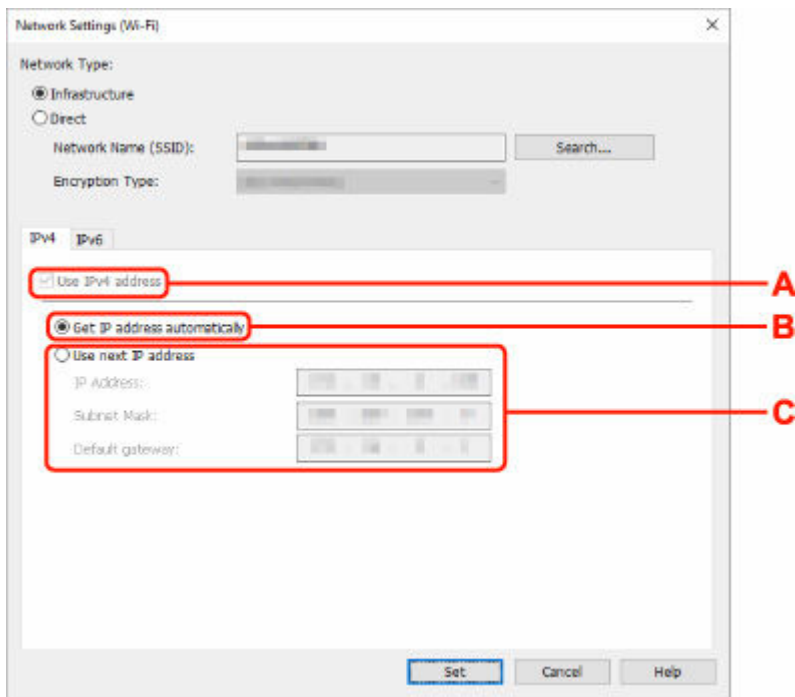 Network Settings (Wi-Fi)
Network Type:
Infrastructure
Direct
Network Name (SSID):
Search...
Encryption Type:
IPv4 IPv6
Use IPv4 address
A
Get IP address automatically
B
Use next IP address
IP Address:
Subnet Mask:
C
Default gateway:
Set Cancel Help